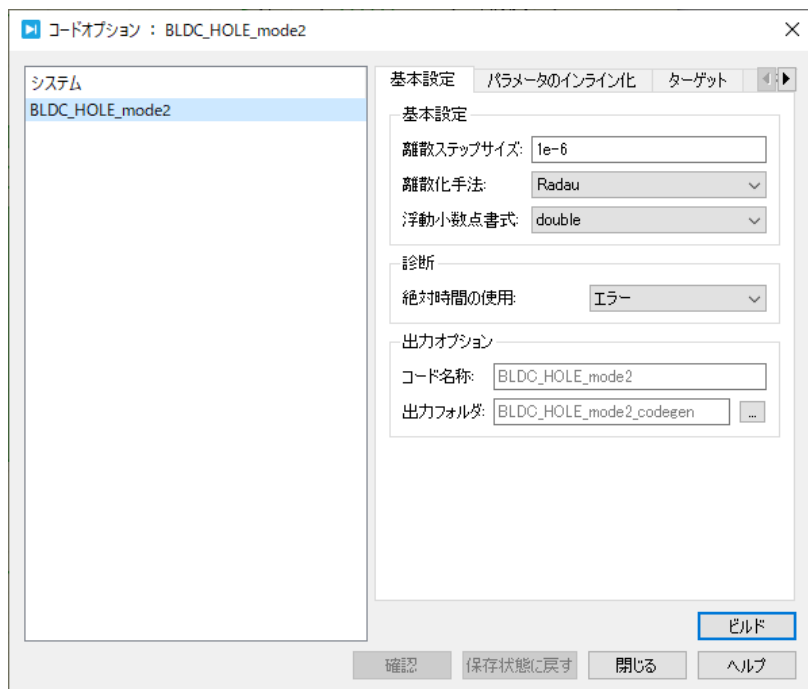 コードオプション : BLDC_HOLE_mode2
システム
BLDC_HOLE_mode2
基本設定
パラメータのインライン化
ターゲット
基本設定
離散ステップサイズ: 1e-6
離散化手法: Radau
浮動小数点書式: double
診断
絶対時間の使用: エラー
出力オプション
コード名称: BLDC_HOLE_mode2
出力フォルダ: BLDC_HOLE_mode2_codegen ...
ビルド
確認
保存状態に戻す
閉じる
ヘルプ